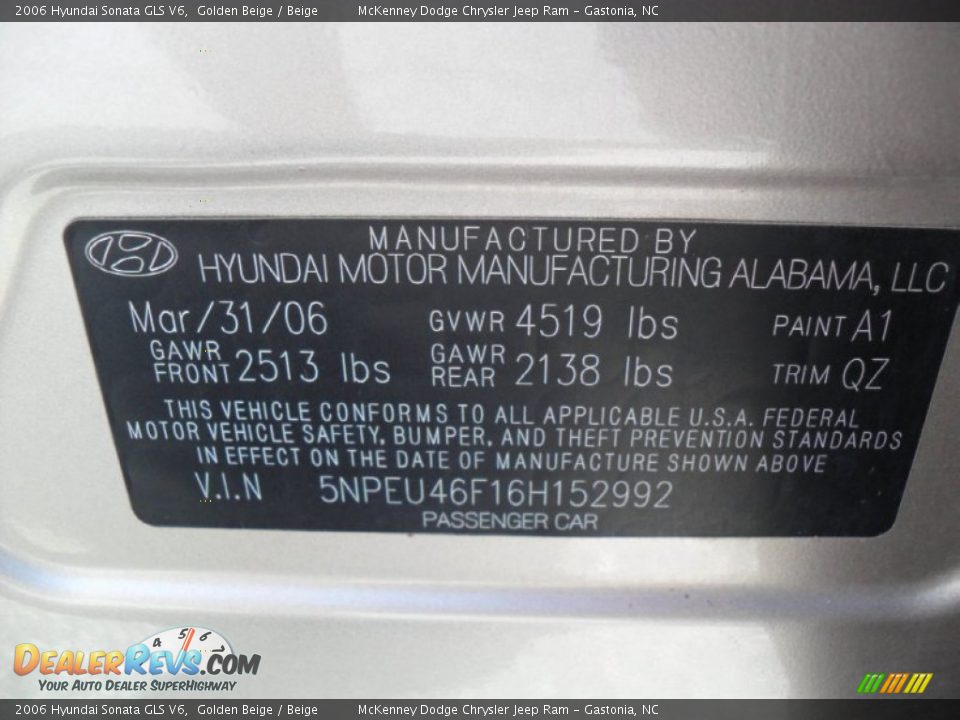 2006 Hyundai Sonata GLS V6,  Golden Beige / Beige          McKenney Dodge Chrysler Jeep Ram - Gastonia, NC
MANUFACTURED BY
HYUNDAI MOTOR MANUFACTURING ALABAMA, LLC
Mar/31/06 GVWR 4519 lbs PAINT A1
GAWR FRONT 2513 lbs GAWR REAR 2138 lbs TRIM QZ
THIS VEHICLE CONFORMS TO ALL APPLICABLE U.S.A. FEDERAL
MOTOR VEHICLE SAFETY, BUMPER, AND THEFT PREVENTION STANDARDS
IN EFFECT ON THE DATE OF MANUFACTURE SHOWN ABOVE
V.I.N 5NPEU46F16H152992
PASSENGER CAR
4 5 6
DEALERREVS.COM
YOUR AUTO DEALER SUPERHIGHWAY
2006 Hyundai Sonata GLS V6,  Golden Beige / Beige          McKenney Dodge Chrysler Jeep Ram - Gastonia, NC